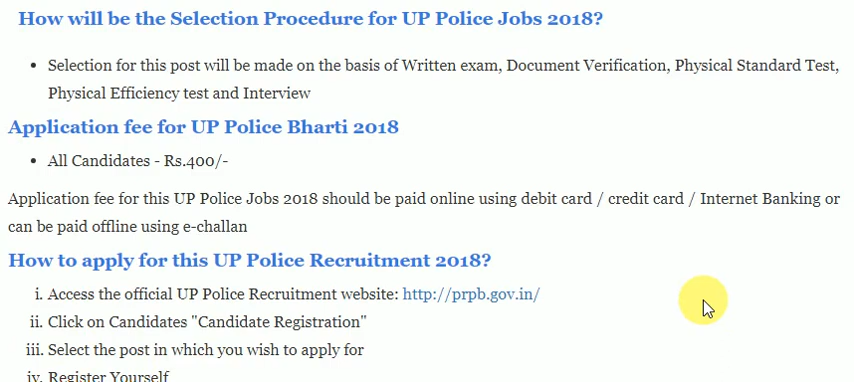 How will be the Selection Procedure for UP Police Jobs 2018?
• Selection for this post will be made on the basis of Written exam, Document Verification, Physical Standard Test,
Physical Efficiency test and Interview
Application fee for UP Police Bharti 2018
• All Candidates - Rs.400/-
Application fee for this UP Police Jobs 2018 should be paid online using debit card / credit card / Internet Banking or
can be paid offline using e-challan
How to apply for this UP Police Recruitment 2018?
i. Access the official UP Police Recruitment website: http://prpb.gov.in/
ii. Click on Candidates "Candidate Registration"
iii. Select the post in which you wish to apply for
iv. Register Yourself